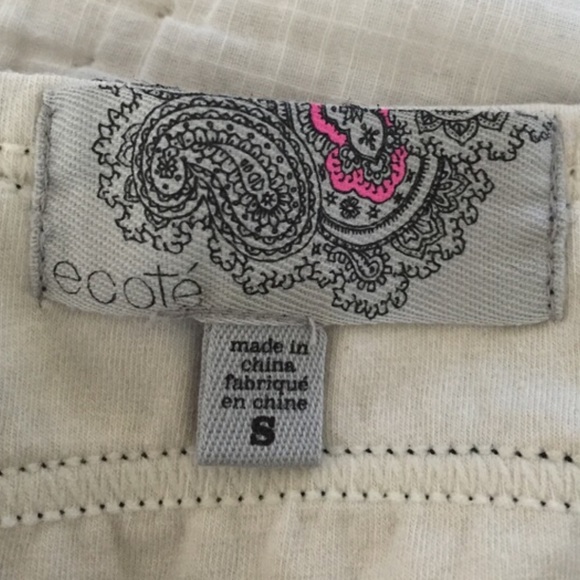 ecoté
made in
china
fabriqué
en chine
S